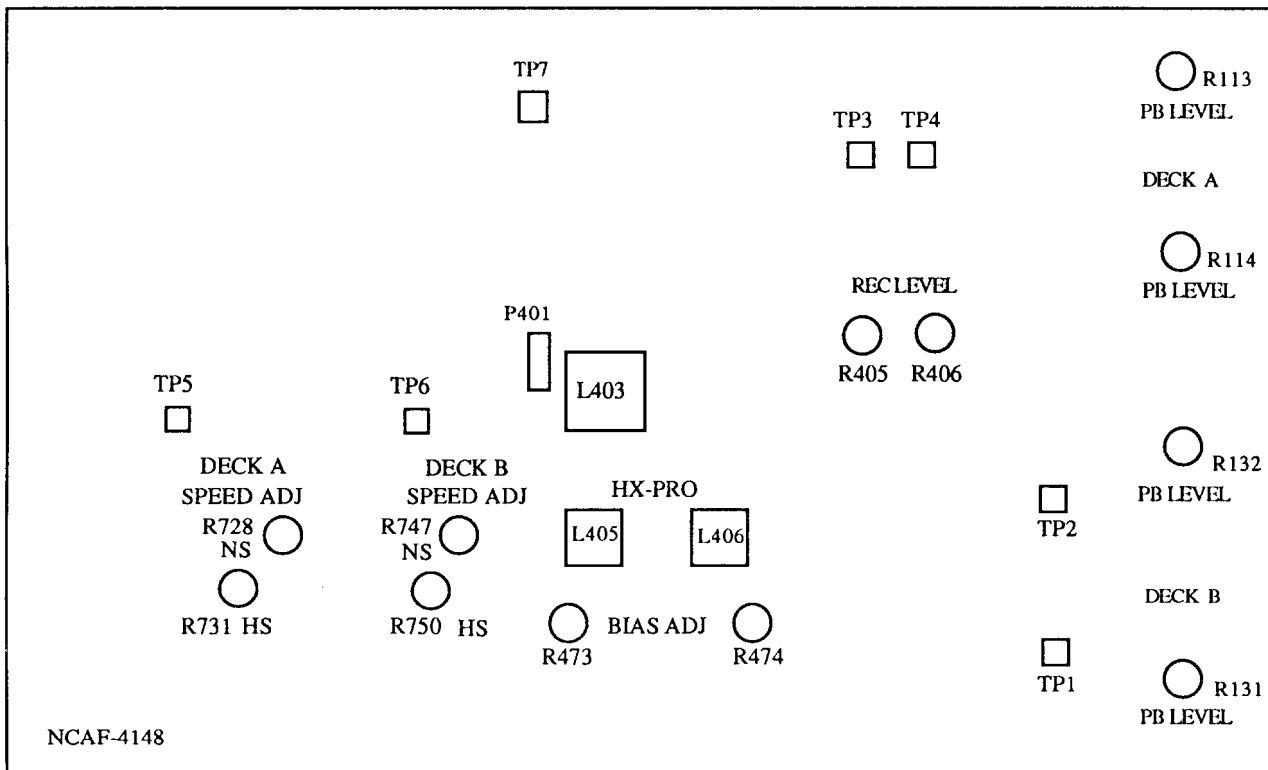 TP7
R113
PB LEVEL
TP3 TP4
DECK A
R114
PB LEVEL
REC LEVEL
P401
R405 R406
L403
TP5
TP6
R132
PB LEVEL
DECK A
SPEED ADJ
R728
NS
R731 HS
DECK B
SPEED ADJ
R747
NS
R750 HS
HX-PRO
L405
L406
BIAS ADJ
R473
R474
TP2
DECK B
TP1
R131
PB LEVEL
NCAF-4148